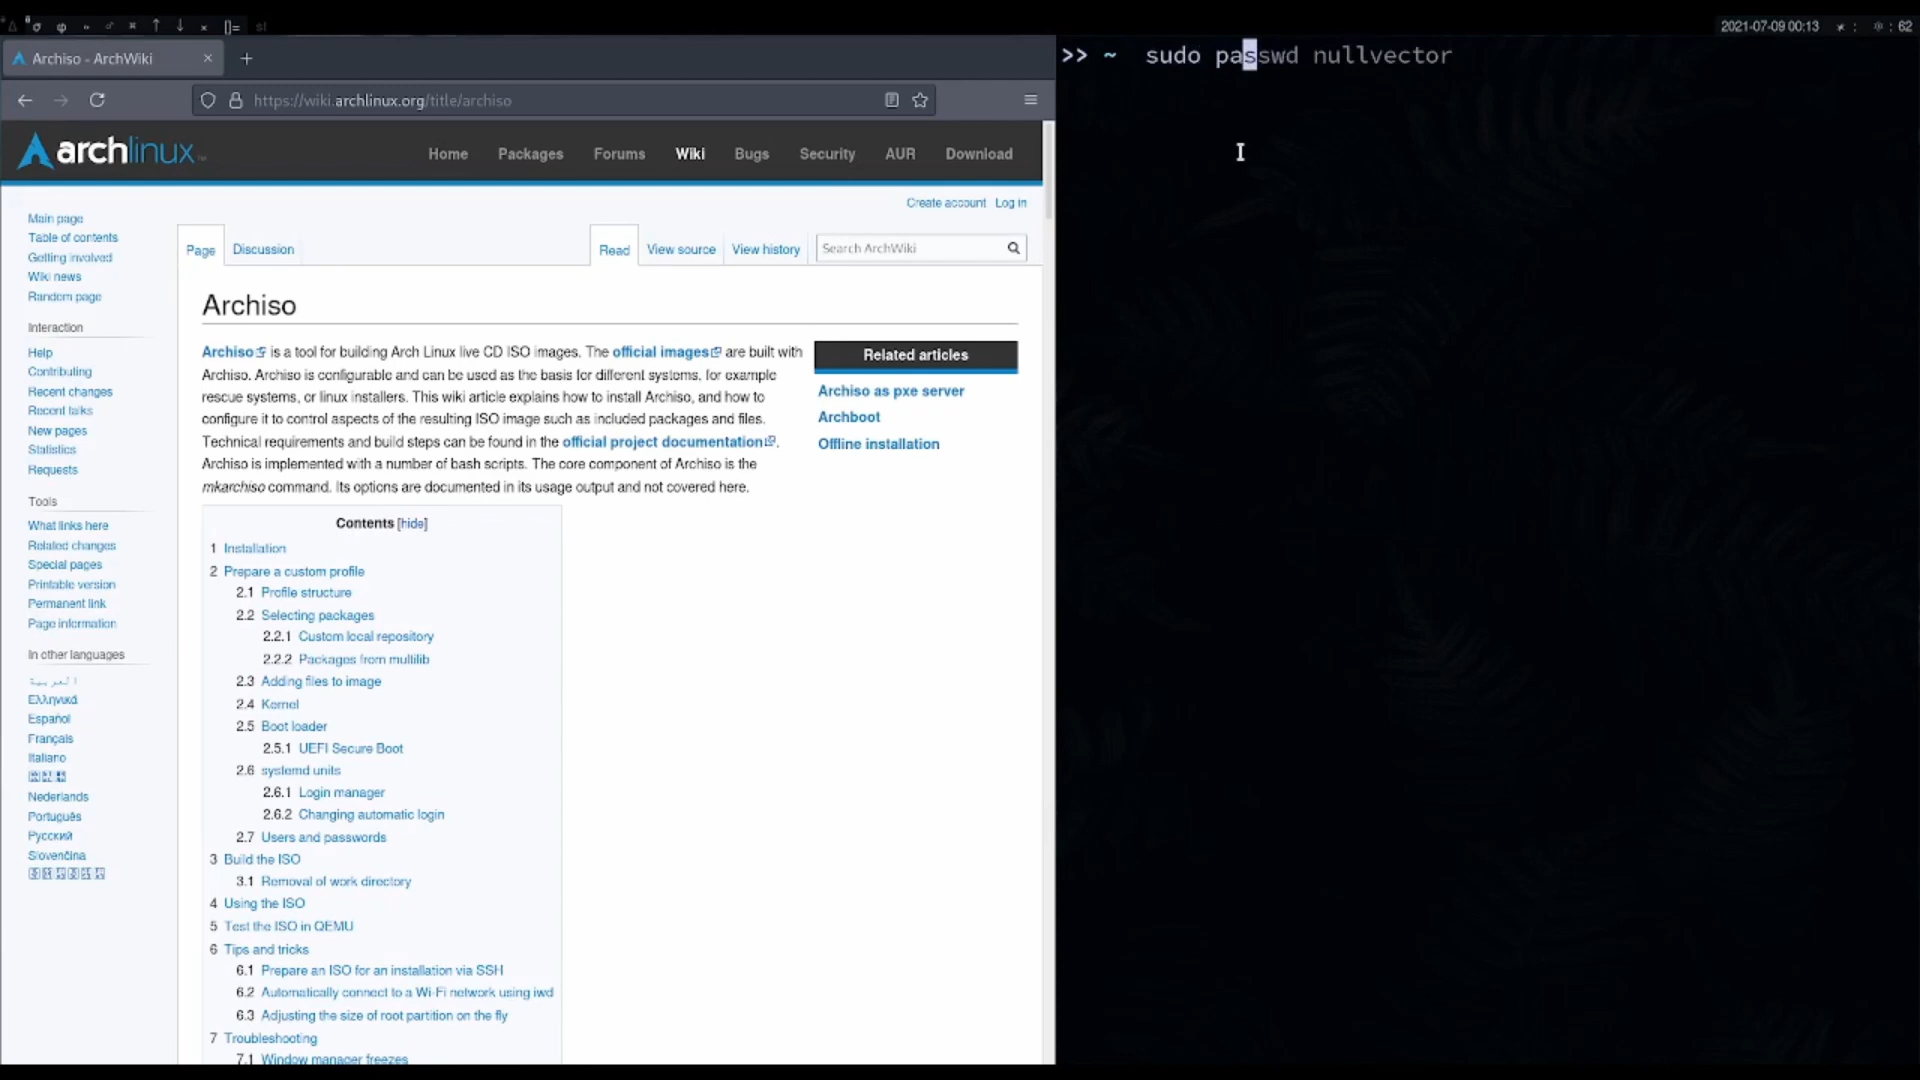 2021-07-09 00:13
: 62
Archiso - ArchWiki
https://wiki.archlinux.org/title/archiso
archlinux
Home Packages Forums Wiki Bugs Security AUR Download
Create account Log in
Main page
Table of contents
Getting involved
Wiki news
Random page
Interaction
Help
Contributing
Recent changes
Recent talks
New pages
Statistics
Requests
Tools
What links here
Related changes
Special pages
Printable version
Permanent link
Page information
In other languages
العربية
Ελληνικά
Español
Français
Italiano
Nederlands
Português
Русский
Slovenčina
Page Discussion Read View source View history Search ArchWiki
Archiso
Archiso is a tool for building Arch Linux live CD ISO images. The official images are built with
Archiso. Archiso is configurable and can be used as the basis for different systems, for example
rescue systems, or linux installers. This wiki article explains how to install Archiso, and how to
configure it to control aspects of the resulting ISO image such as included packages and files.
Technical requirements and build steps can be found in the official project documentation.
Archiso is implemented with a number of bash scripts. The core component of Archiso is the
mkarchiso command. Its options are documented in its usage output and not covered here.
Related articles
Archiso as pxe server
Archboot
Offline installation
Contents [hide]
1 Installation
2 Prepare a custom profile
2.1 Profile structure
2.2 Selecting packages
2.2.1 Custom local repository
2.2.2 Packages from multilib
2.3 Adding files to image
2.4 Kernel
2.5 Boot loader
2.5.1 UEFI Secure Boot
2.6 systemd units
2.6.1 Login manager
2.6.2 Changing automatic login
2.7 Users and passwords
3 Build the ISO
3.1 Removal of work directory
4 Using the ISO
5 Test the ISO in QEMU
6 Tips and tricks
6.1 Prepare an ISO for an installation via SSH
6.2 Automatically connect to a Wi-Fi network using iwd
6.3 Adjusting the size of root partition on the fly
7 Troubleshooting
7.1 Window manager freezes
>> ~ sudo passwd nullvector